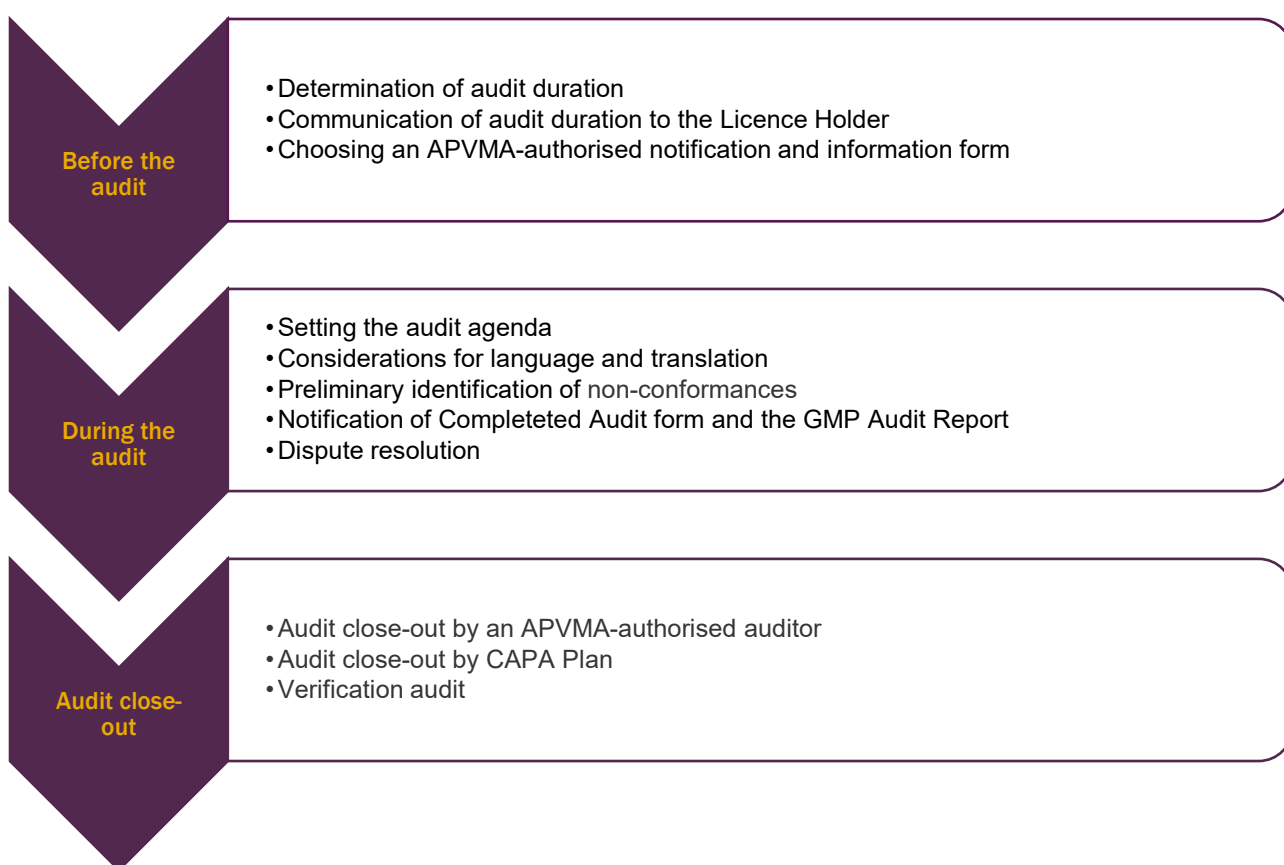 Before the
audit
•Determination of audit duration
•Communication of audit duration to the Licence Holder
•Choosing an APVMA-authorised notification and information form
During the
audit
•Setting the audit agenda
•Considerations for language and translation
•Preliminary identification of non-conformances
•Notification of Completeted Audit form and the GMP Audit Report
•Dispute resolution
Audit close-
out
•Audit close-out by an APVMA-authorised auditor
•Audit close-out by CAPA Plan
•Verification audit